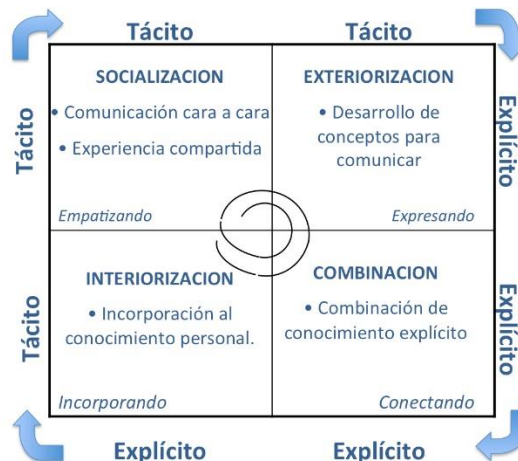 Tácito
Tácito
Tácito
SOCIALIZACION
• Comunicación cara a cara
• Experiencia compartida
Empatizando
EXTERIORIZACION
• Desarrollo de
conceptos para
comunicar
Expresando
Explícito
Tácito
INTERIORIZACION
• Incorporación al
conocimiento personal.
Incorporando
COMBINACION
• Combinación de
conocimiento explícito
Conectando
Explícito
Explícito
Explícito